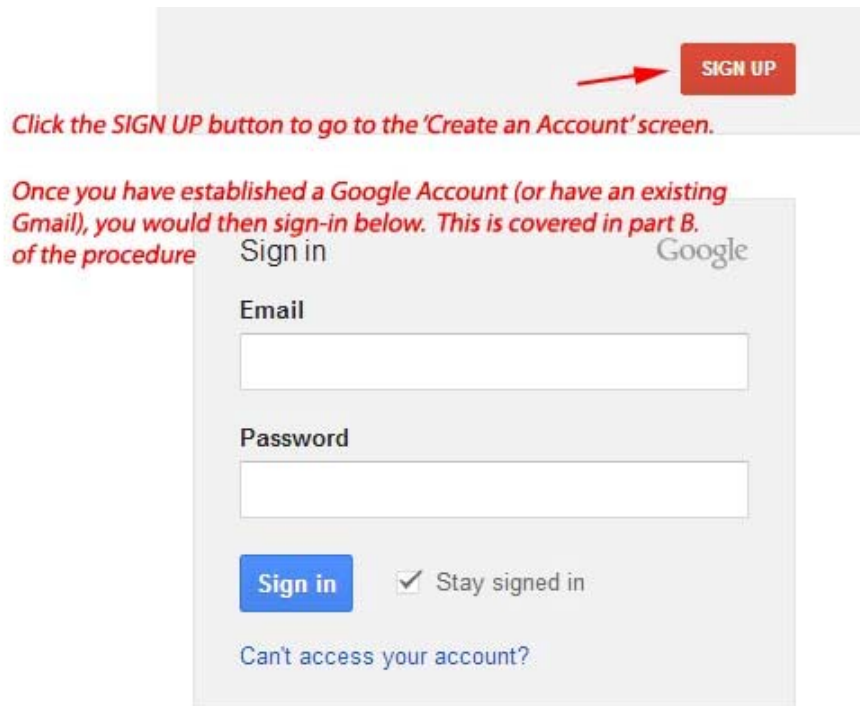 SIGN UP
Click the SIGN UP button to go to the 'Create an Account' screen.
Once you have established a Google Account (or have an existing
Gmail), you would then sign-in below. This is covered in part B.
of the procedure
Sign in Google
Email
Password
Sign in Stay signed in
Can't access your account?